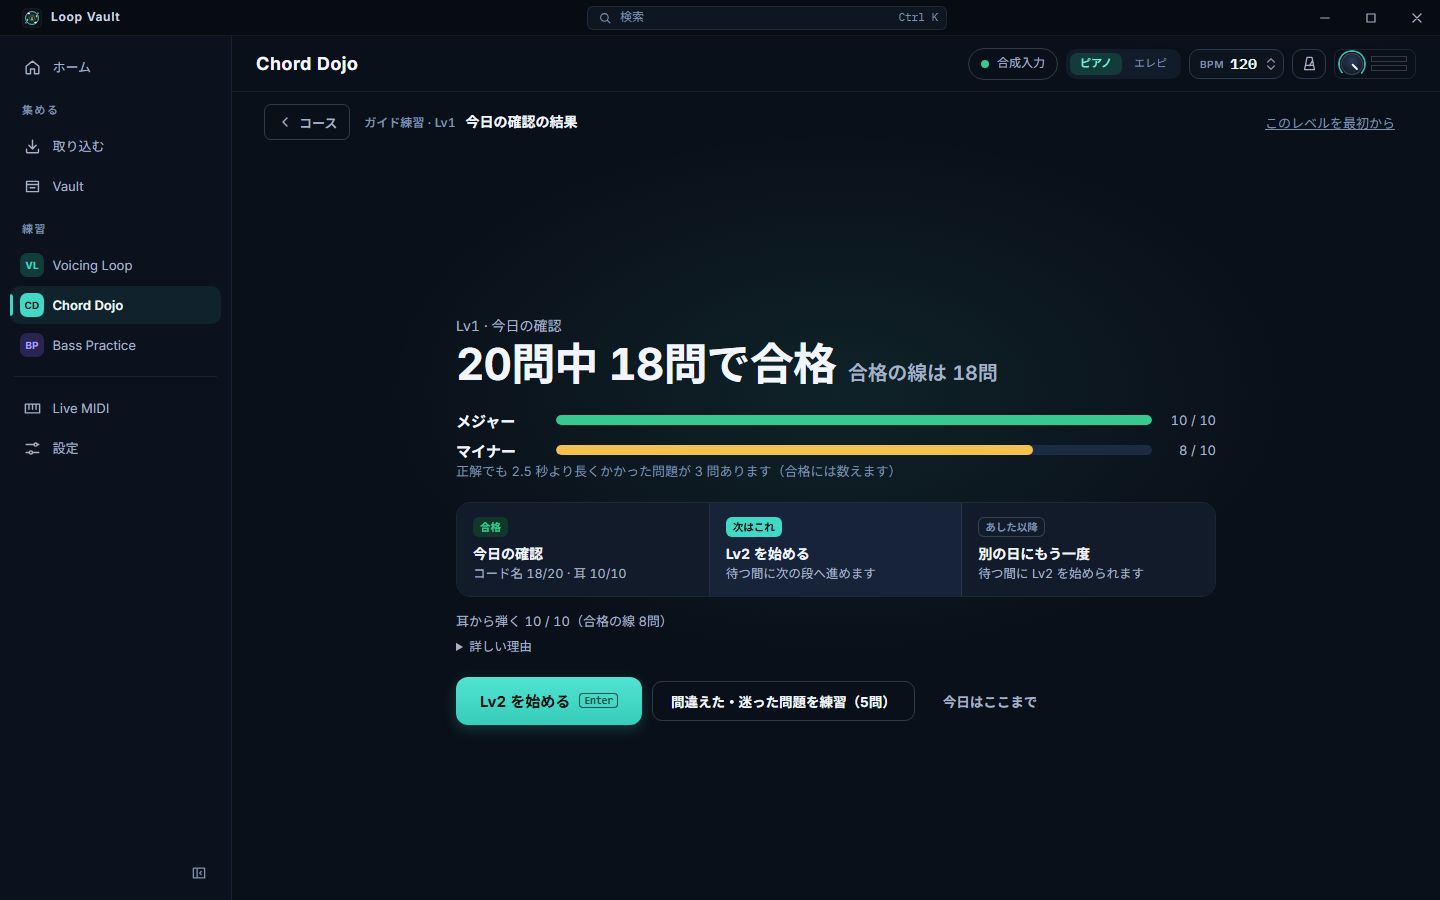 Loop Vault
検索
Ctrl K
ホーム
集める
取り込む
Vault
練習
VL Voicing Loop
CD Chord Dojo
BP Bass Practice
Live MIDI
設定
Chord Dojo
合成入力
ピアノ
エレピ
BPM 120
コース
ガイド練習 · Lv1 今日の確認の結果
このレベルを最初から
Lv1 · 今日の確認
20問中 18問で合格 合格の線は 18問
メジャー 10 / 10
マイナー 8 / 10
正解でも 2.5 秒より長くかかった問題が 3 問あります（合格には数えます）
合格
今日の確認
コード名 18/20 · 耳 10/10
次はこれ
Lv2 を始める
待つ間に次の段へ進めます
あした以降
別の日にもう一度
待つ間に Lv2 を始められます
耳から弾く 10 / 10（合格の線 8問）
詳しい理由
Lv2 を始める Enter
間違えた・迷った問題を練習（5問）
今日はここまで